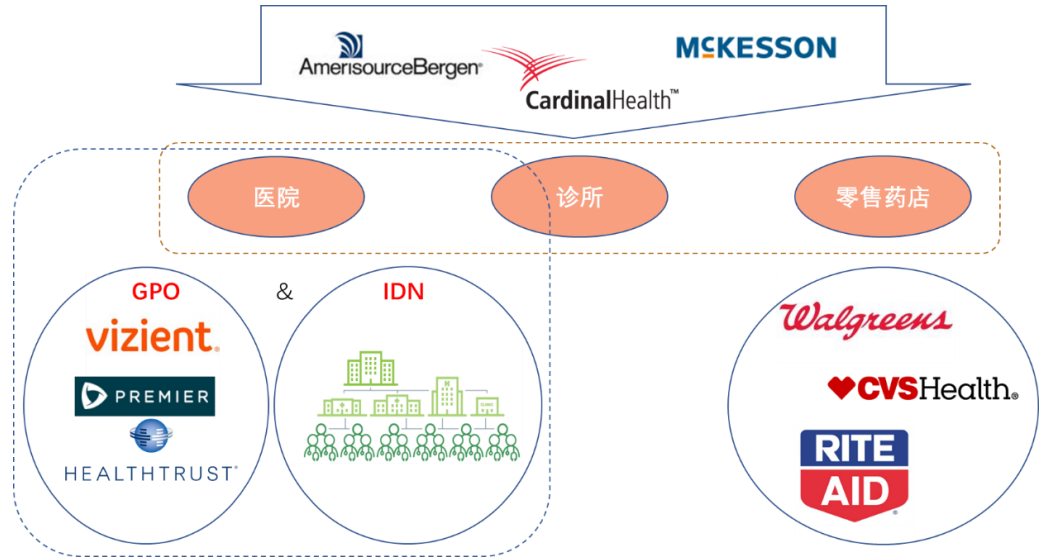 AmerisourceBergen
CardinalHealth™
MCKESSON
医院
诊所
零售药店
GPO
&
IDN
vizient®
PREMIER
HEALTHTRUST®
Walgreens
CVSHealth®
RITE
AID®